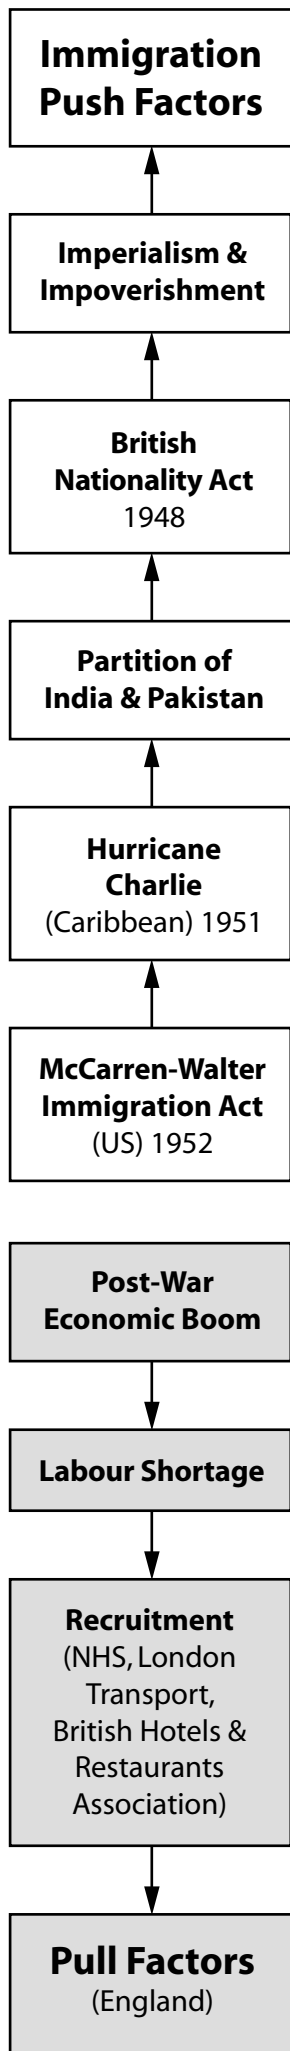 Immigration
Push Factors
Imperialism &
Impoverishment
British
Nationality Act
1948
Partition of
India & Pakistan
Hurricane
Charlie
(Caribbean) 1951
McCarren-Walter
Immigration Act
(US) 1952
Post-War
Economic Boom
Labour Shortage
Recruitment
(NHS, London
Transport,
British Hotels &
Restaurants
Association)
Pull Factors
(England)